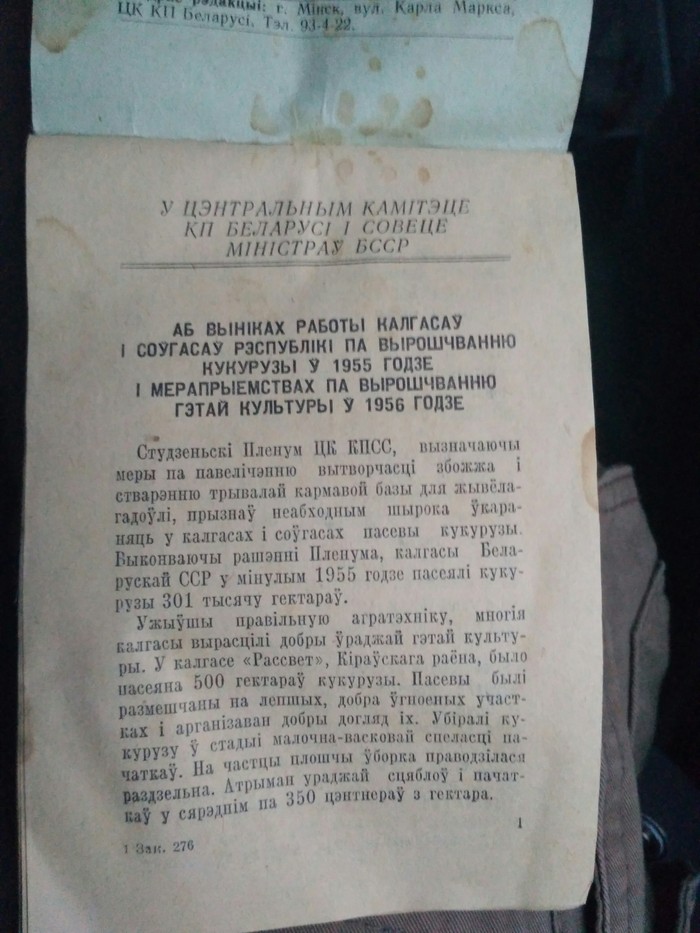 рэдакцыі: г. Мінск, вул. Карла Маркса,
ЦК КП Беларусі, Тэл. 93-4-22.
У ЦЭНТРАЛЬНЫМ КАМІТЭЦЕ
КП БЕЛАРУСІ І СОВЕЦЕ
МІНІСТРАЎ БССР
АБ ВЫНІКАХ РАБОТЫ КАЛГАСАЎ
І СОЎГАСАЎ РЭСПУБЛІКІ ПА ВЫРОШЧВАННЮ
КУКУРУЗЫ Ў 1955 ГОДЗЕ
І МЕРАПРЫЕМСТВАХ ПА ВЫРОШЧВАННЮ
ГЭТАЙ КУЛЬТУРЫ Ў 1956 ГОДЗЕ
Студзеньскі Пленум ЦК КПСС, вызначаючы
меры па павелічэнню вытворчасці збожжа і
стварэнню трывалай кармавой базы для жывёла-
гадоўлі, прызнаў неабходным шырока ўкара-
няць у калгасах і соўгасах пасевы кукурузы.
Выконваючы рашэнні Пленума, калгасы Бела-
рускай ССР у мінулым 1955 годзе пасеялі куку-
рузы 301 тысячу гектараў.
Ужыўшы правільную агратэхніку, многія
калгасы вырасцілі добры ўраджай гэтай культу-
ры. У калгасе «Рассвет», Кіраўскага раёна, было
пасеяна 500 гектараў кукурузы. Пасевы былі
размешчаны на лепшых, добра ўгноеных участ-
ках і арганізаван добры догляд іх. Убіралі ку-
курузу ў стадыі малочна-васковай спеласці па-
чаткаў. На частцы плошчы ўборка праводзілася
раздзельна. Атрыман ураджай сцяблоў і пачат-
каў у сярэднім па 350 цэнтнераў з гектара.
1
1 Зак. 276